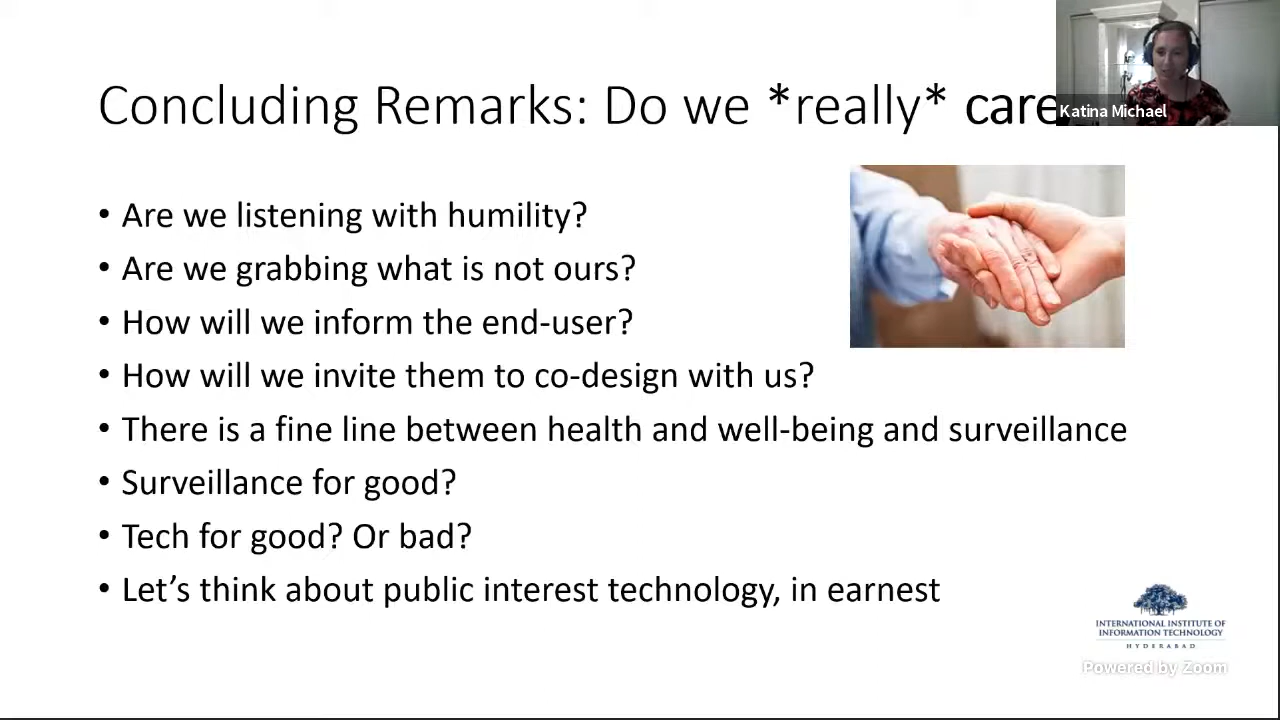 Concluding Remarks: Do we *really* care
Katina Michael
• Are we listening with humility?
• Are we grabbing what is not ours?
• How will we inform the end-user?
• How will we invite them to co-design with us?
• There is a fine line between health and well-being and surveillance
• Surveillance for good?
• Tech for good? Or bad?
• Let’s think about public interest technology, in earnest
INTERNATIONAL INSTITUTE OF
INFORMATION TECHNOLOGY
HYDERABAD
Powered by Zoom